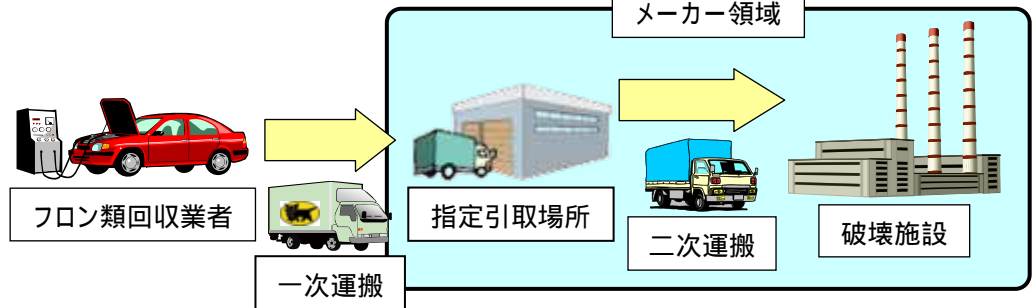 メーカー領域
フロン類回収業者
一次運搬
指定引取場所
二次運搬
破壊施設